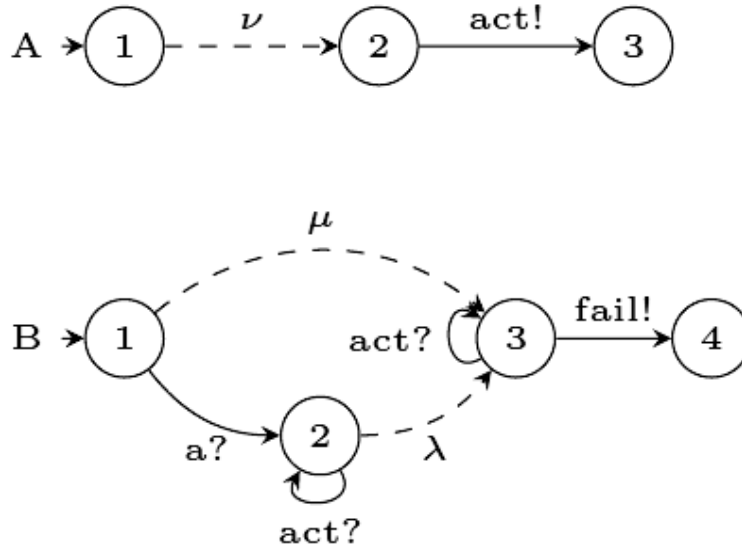 ν
A 1 2 act! 3
μ
B 1 act? 3 fail! 4
a? 2 λ
act?